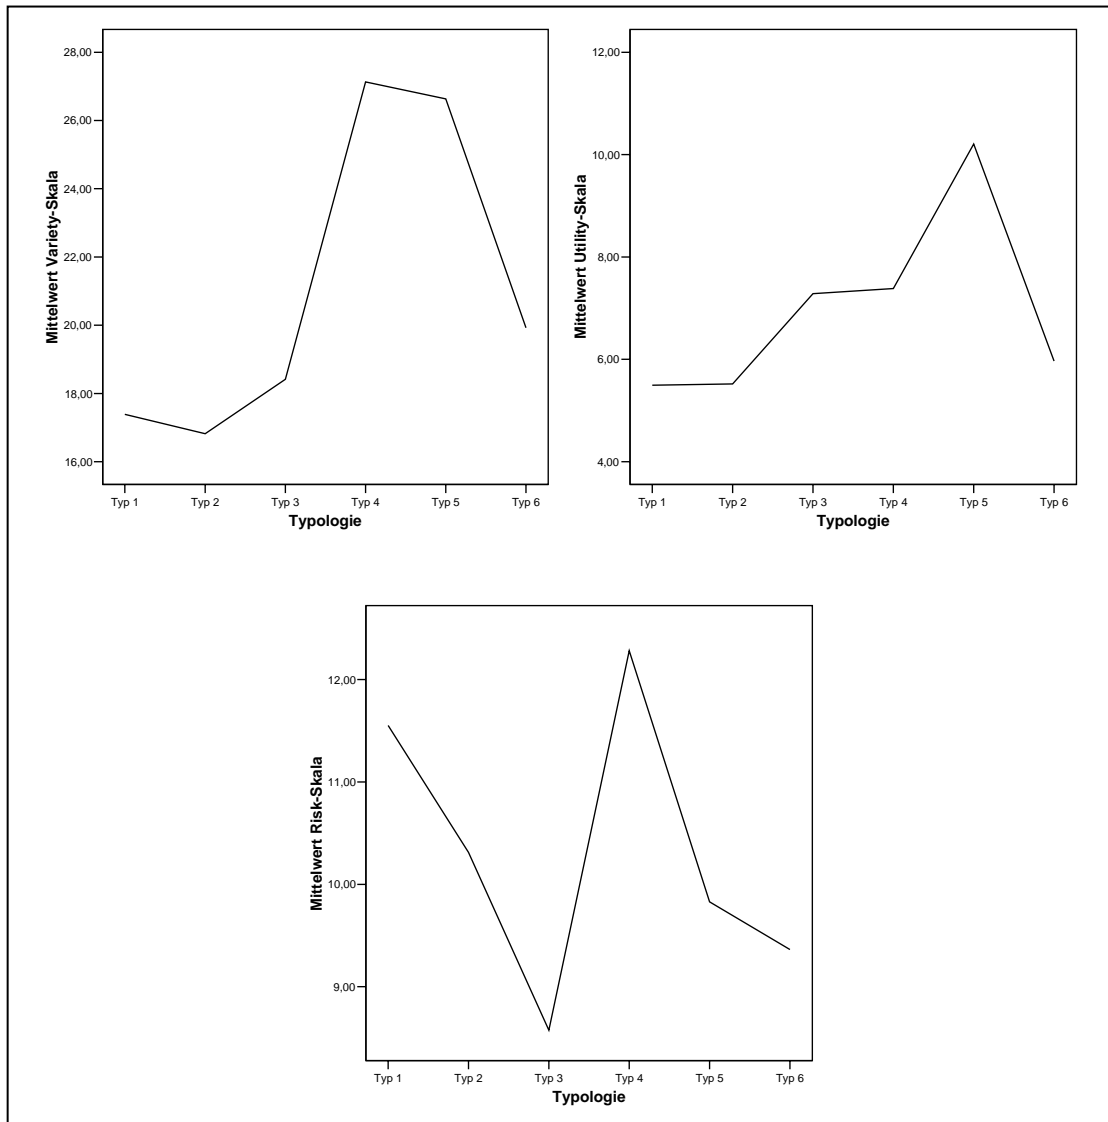 Mittelwert Variety-Skala
28,00
26,00
24,00
22,00
20,00
18,00
16,00
Typ 1 Typ 2 Typ 3 Typ 4 Typ 5 Typ 6
Typologie
Mittelwert Utility-Skala
12,00
10,00
8,00
6,00
4,00
Typ 1 Typ 2 Typ 3 Typ 4 Typ 5 Typ 6
Typologie
Mittelwert Risk-Skala
12,00
11,00
10,00
9,00
Typ 1 Typ 2 Typ 3 Typ 4 Typ 5 Typ 6
Typologie